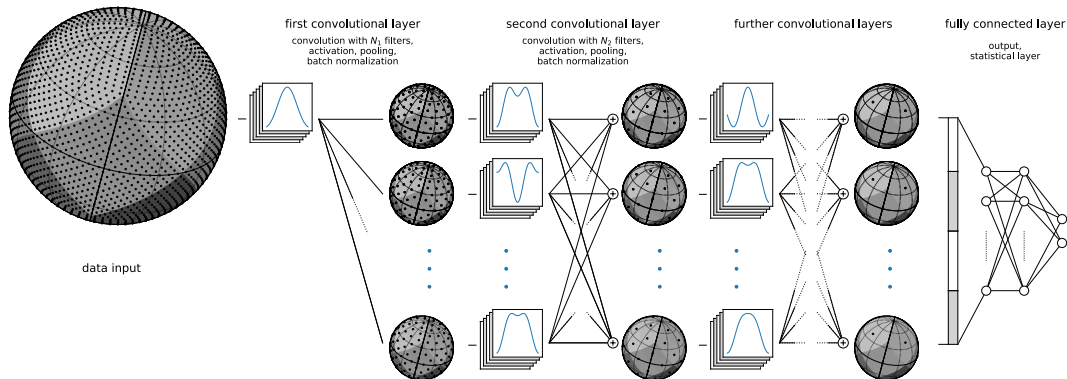 first convolutional layer
convolution with N₁ filters,
activation, pooling,
batch normalization
second convolutional layer
convolution with N₂ filters,
activation, pooling,
batch normalization
further convolutional layers
fully connected layer
output,
statistical layer
data input